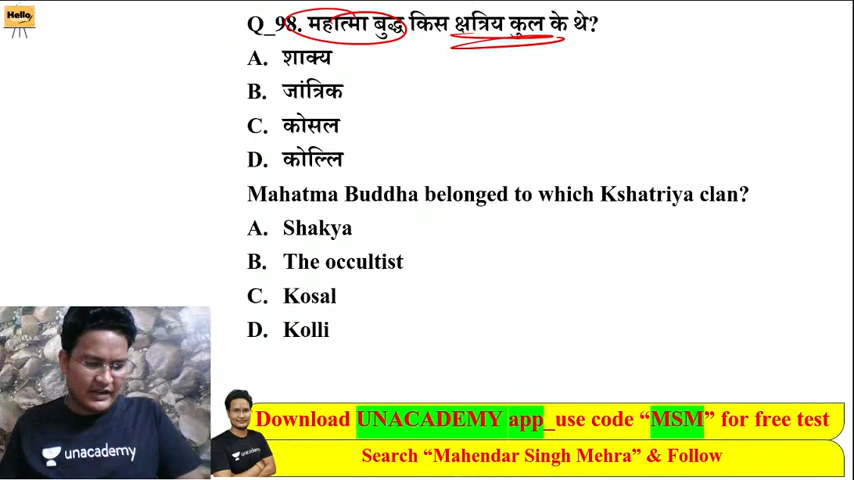 Hello
Q_98. महात्मा बुद्ध किस क्षत्रिय कुल के थे?
A. शाक्य
B. जांत्रिक
C. कोसल
D. कोल्लि
Mahatma Buddha belonged to which Kshatriya clan?
A. Shakya
B. The occultist
C. Kosal
D. Kolli
unacademy
unacademy
Download UNACADEMY app_use code “MSM” for free test
Search “Mahendar Singh Mehra” & Follow